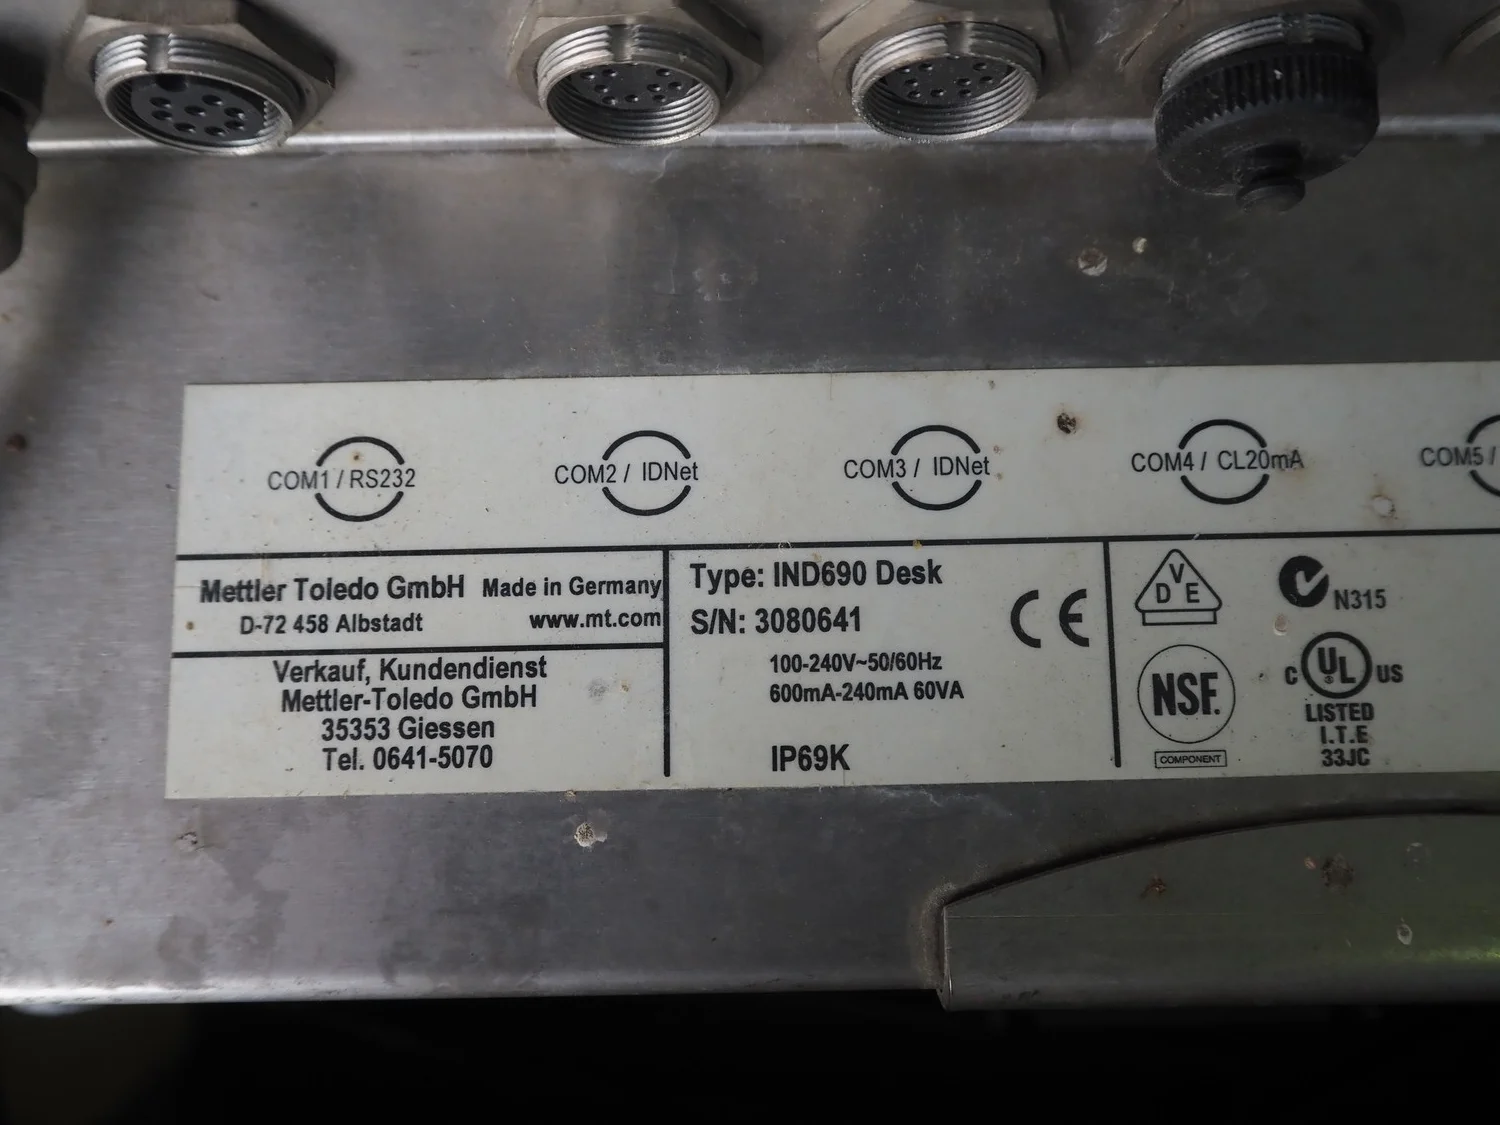 COM1 / RS232
COM2 / IDNet
COM3 / IDNet
COM4 / CL20mA
COM5 /
Mettler Toledo GmbH Made in Germany
D-72 458 Albstadt www.mt.com
Verkauf, Kundendienst
Mettler-Toledo GmbH
35353 Giessen
Tel. 0641-5070
Type: IND690 Desk
S/N: 3080641
100-240V~50/60Hz
600mA-240mA 60VA
IP69K
CE
VDE
N315
NSF.
COMPONENT
C UL US
LISTED
I.T.E
33JC